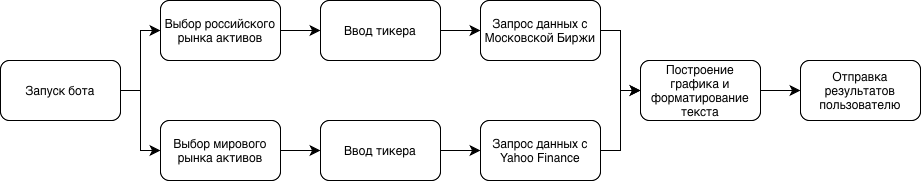 Запуск бота
Выбор российского
рынка активов
Ввод тикера
Запрос данных с
Московской Биржи
Выбор мирового
рынка активов
Ввод тикера
Запрос данных с
Yahoo Finance
Построение
графика и
форматирование
текста
Отправка
результатов
пользователю